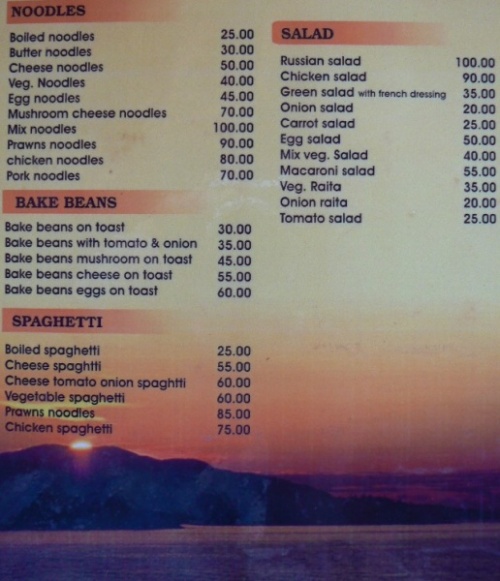 NOODLES
Boiled noodles 25.00
Butter noodles 30.00
Cheese noodles 50.00
Veg. Noodles 40.00
Egg noodles 45.00
Mushroom cheese noodles 70.00
Mix noodles 100.00
Prawns noodles 90.00
chicken noodles 80.00
Pork noodles 70.00
BAKE BEANS
Bake beans on toast 30.00
Bake beans with tomato & onion 35.00
Bake beans mushroom on toast 45.00
Bake beans cheese on toast 55.00
Bake beans eggs on toast 60.00
SPAGHETTI
Boiled spaghetti 25.00
Cheese spaghtti 55.00
Cheese tomato onion spaghtti 60.00
Vegetable spaghetti 60.00
Prawns noodles 85.00
Chicken spaghetti 75.00
SALAD
Russian salad 100.00
Chicken salad 90.00
Green salad with french dressing 35.00
Onion salad 20.00
Carrot salad 25.00
Egg salad 50.00
Mix veg. Salad 40.00
Macaroni salad 55.00
Veg. Raita 35.00
Onion raita 20.00
Tomato salad 25.00